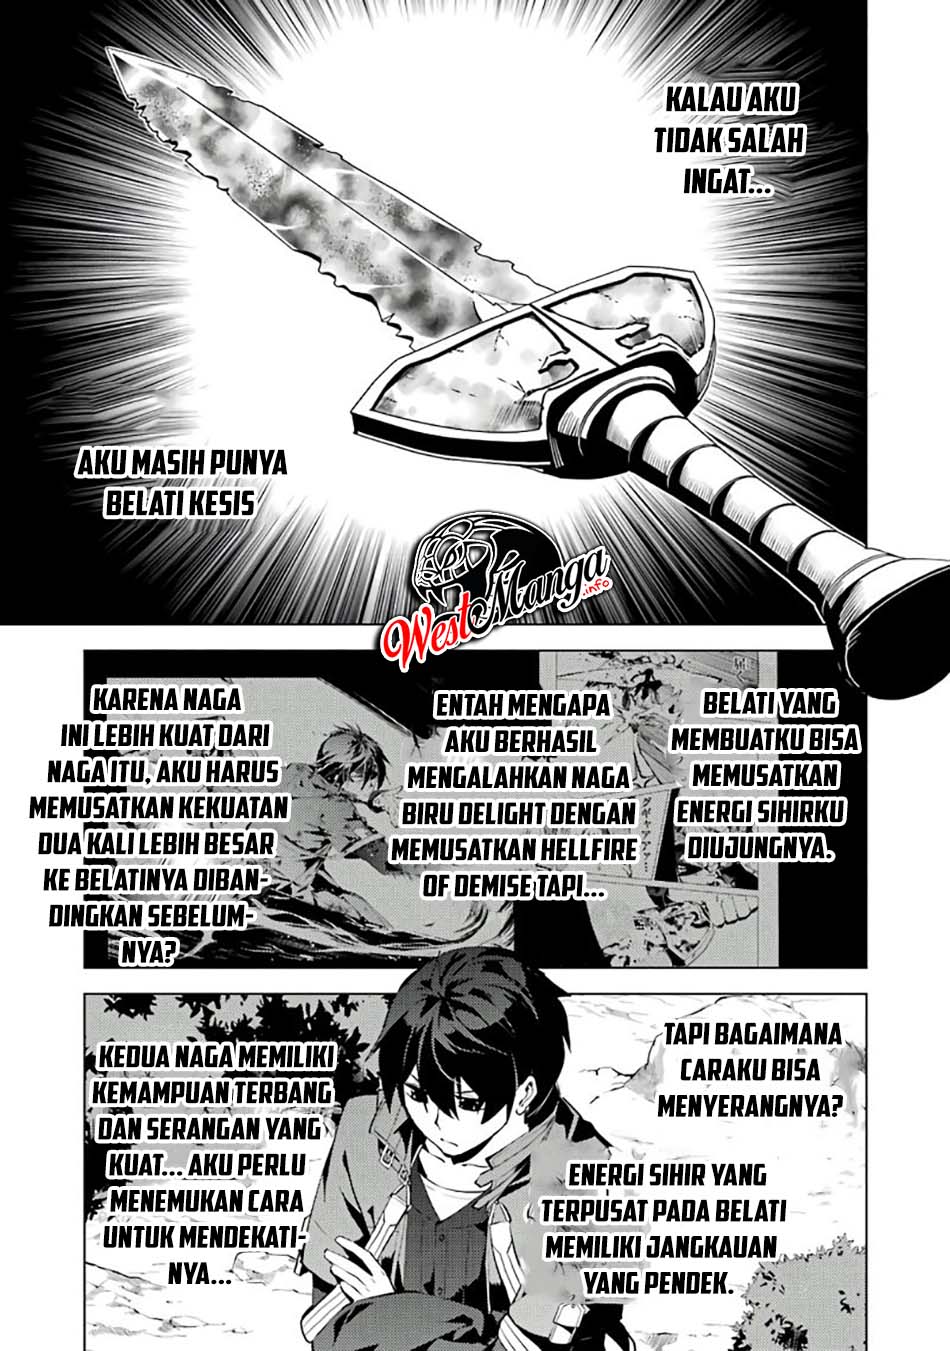 KALAU AKU
TIDAK SALAH
INGAT...
AKU MASIH PUNYA
BELATI KESIS
WestManga
.info
BELATI YANG
MEMBUATKU BISA
MEMUSATKAN
ENERGI SIHIRKU
DIUJUNGNYA.
ENTAH MENGAPA
AKU BERHASIL
MENGALAHKAN NAGA
BIRU DELIGHT DENGAN
MEMUSATKAN HELLFIRE
OF DEMISE TAPI...
KARENA NAGA
INI LEBIH KUAT DARI
NAGA ITU, AKU HARUS
MEMUSATKAN KEKUATAN
DUA KALI LEBIH BESAR
KE BELATINYA DIBAN-
DINGKAN SEBELUM-
NYA?
TAPI BAGAIMANA
CARAKU BISA
MENYERANGNYA?
ENERGI SIHIR YANG
TERPUSAT PADA BELATI
MEMILIKI JANGKAUAN
YANG PENDEK.
KEDUA NAGA MEMILIKI
KEMAMPUAN TERBANG
DAN SERANGAN YANG
KUAT... AKU PERLU
MENEMUKAN CARA
UNTUK MENDEKATI-
NYA...